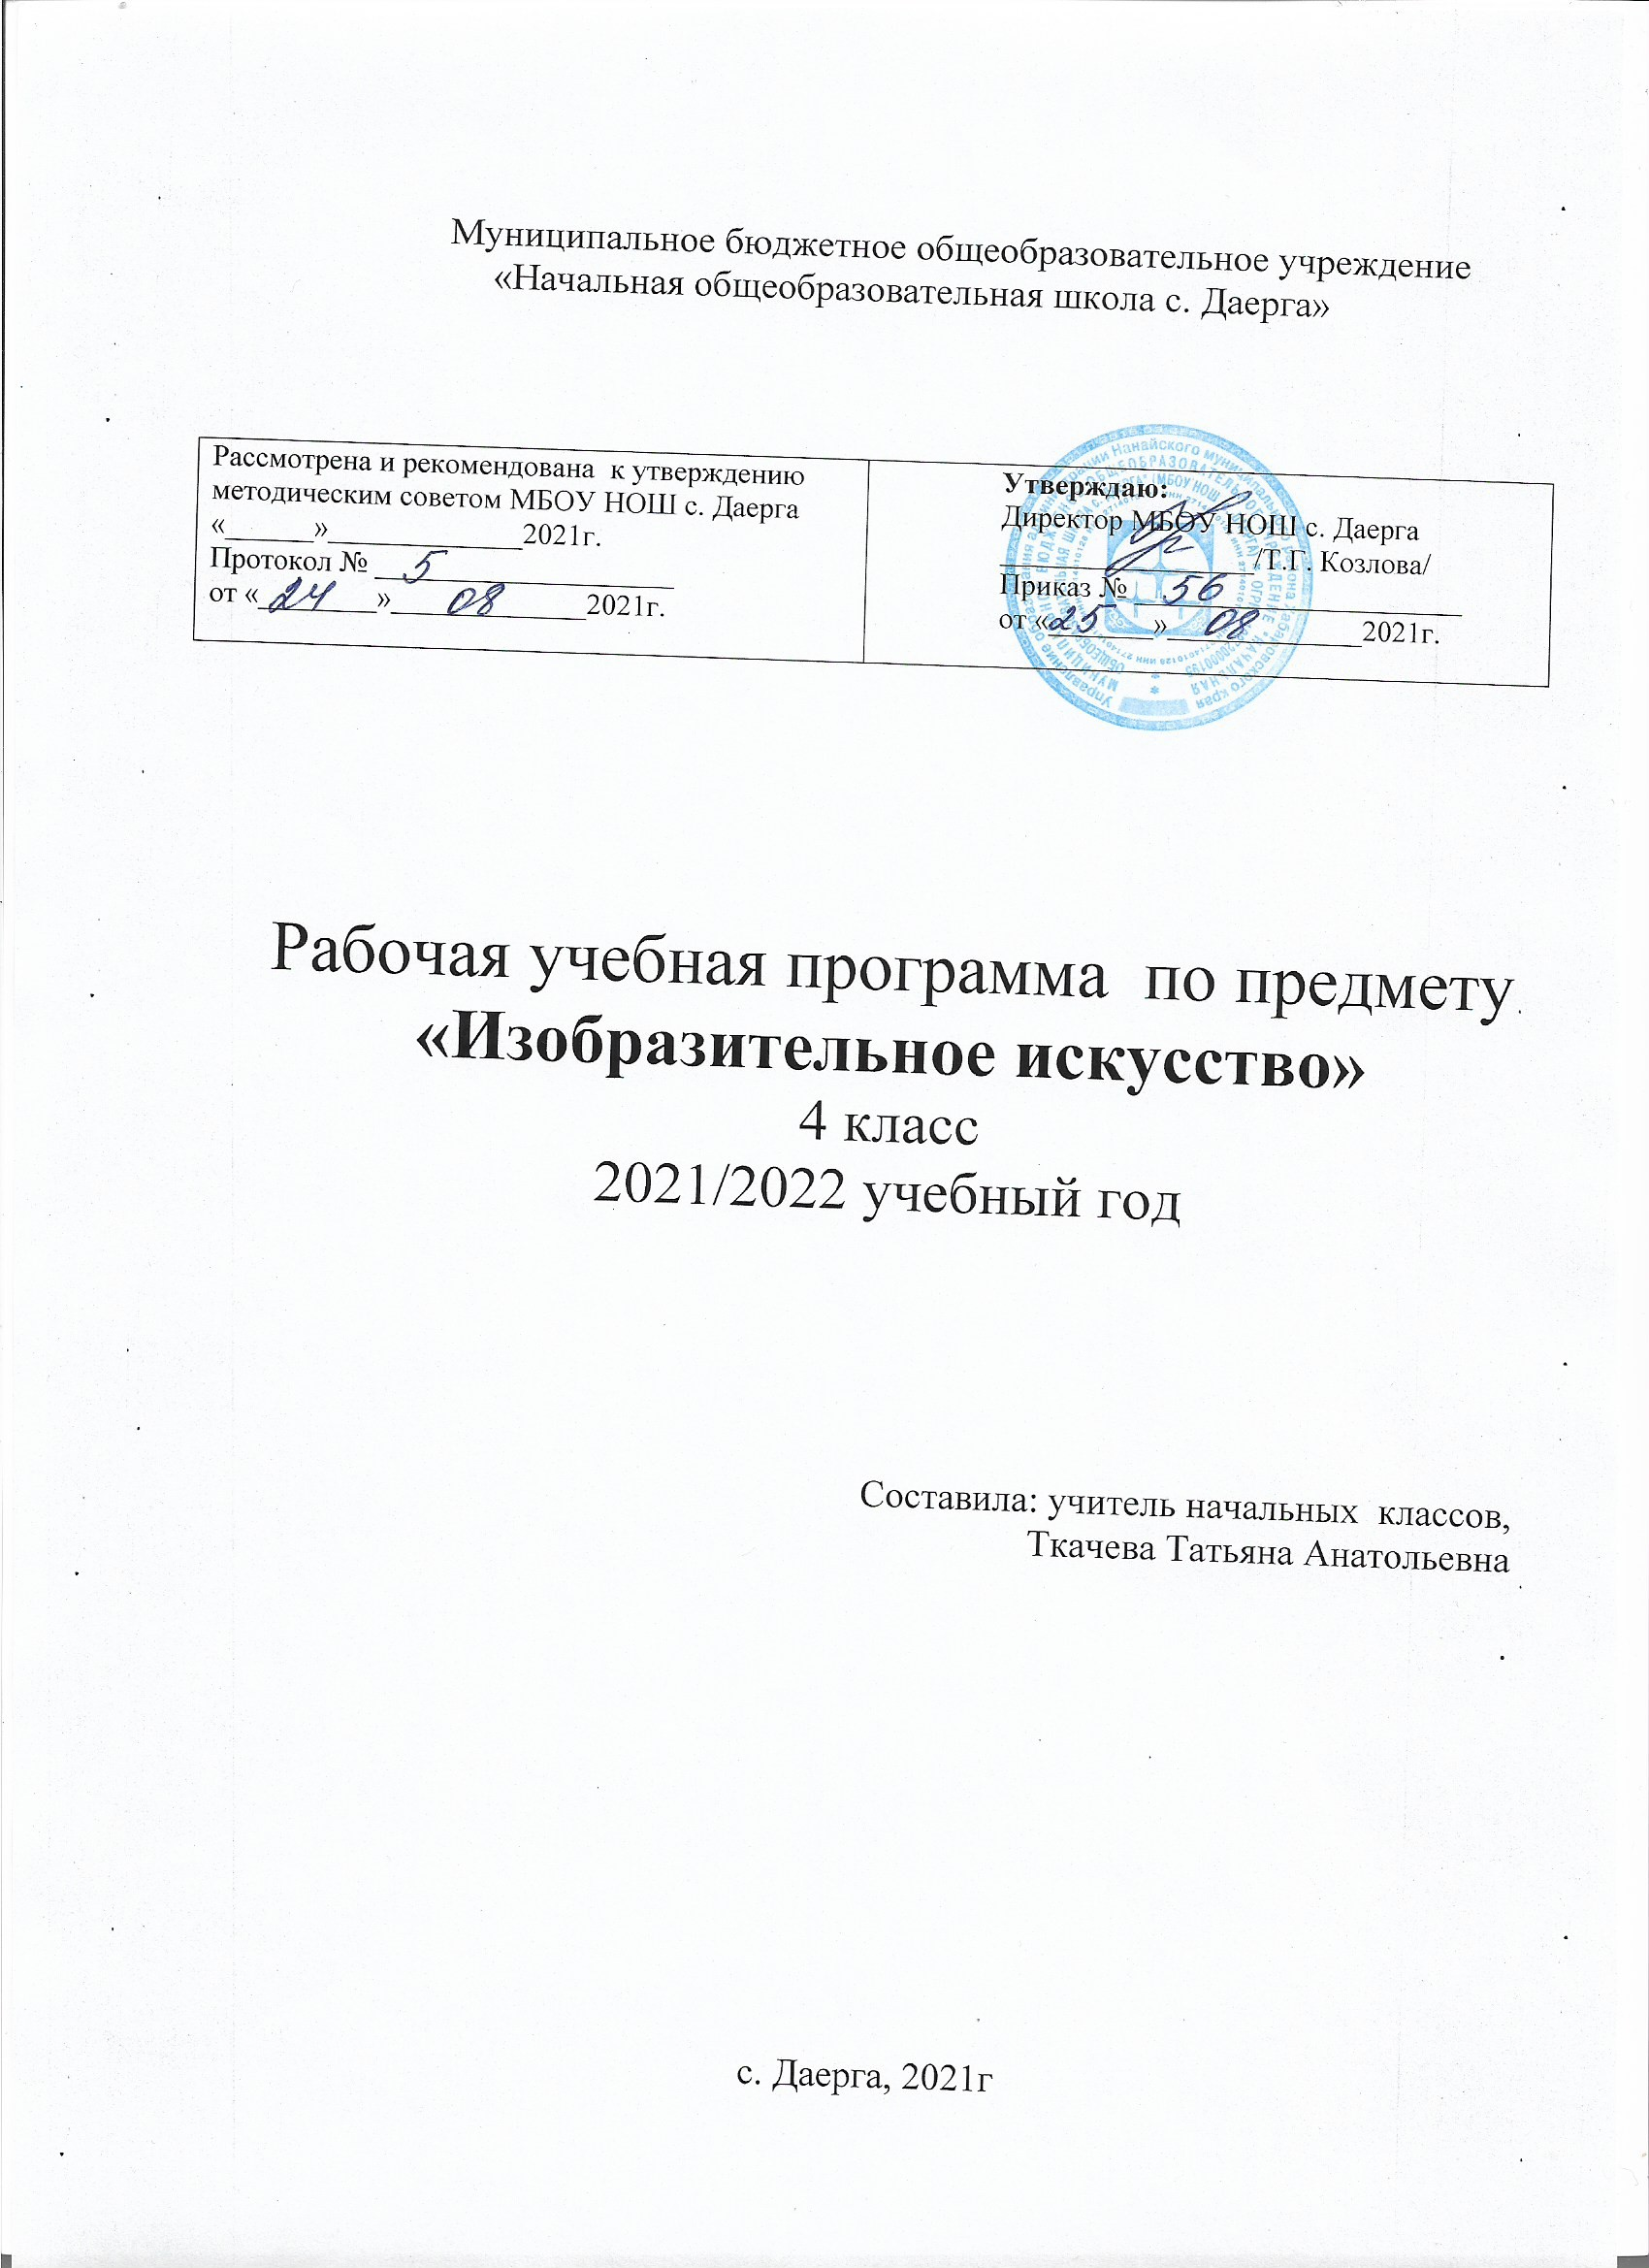 Муниципальное бюджетное общеобразовательное учреждение
«Начальная общеобразовательная школа с. Даерга»
Рассмотрена и рекомендована  к утверждению
методическим советом МБОУ НОШ с. Даерга
«______»_____________2021г.
Протокол № 5
от «24»08 2021г.
Утверждаю:
Директор МБОУ НОШ с. Даерга
_________________/Т.Г. Козлова/
Приказ № 56
от «25»08 2021г.
Рабочая учебная программа  по предмету
«Изобразительное искусство»
4 класс
2021/2022 учебный год
Составила: учитель начальных  классов,
Ткачева Татьяна Анатольевна
с. Даерга, 2021г